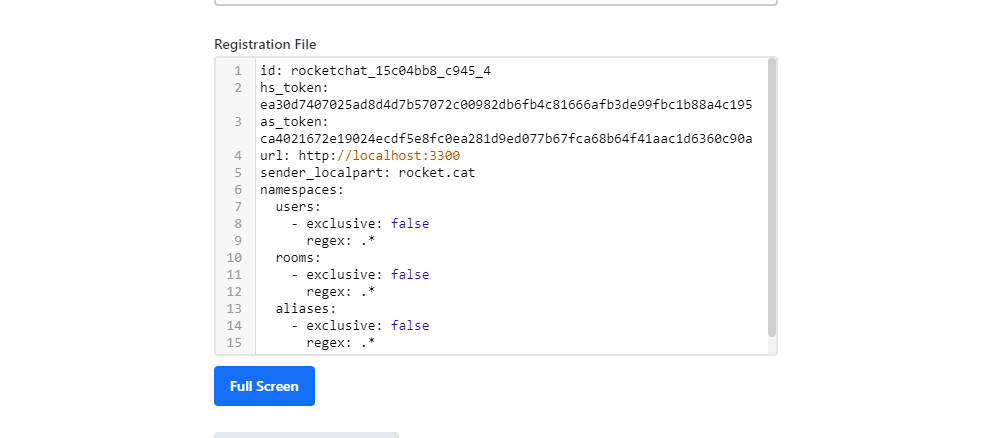 Registration File
1 id: rocketchat_15c04bb8_c945_4
2 hs_token:
ea30d7407025ad8d4d7b57072c00982db6fb4c81666afb3de99fbc1b88a4c195
3 as_token:
ca4021672e19024ecdf5e8fc0ea281d9ed077b67fca68b64f41aac1d6360c90a
4 url: http://localhost:3300
5 sender_localpart: rocket.cat
6 namespaces:
7 users:
8 - exclusive: false
9 regex: .*
10 rooms:
11 - exclusive: false
12 regex: .*
13 aliases:
14 - exclusive: false
15 regex: .*
Full Screen